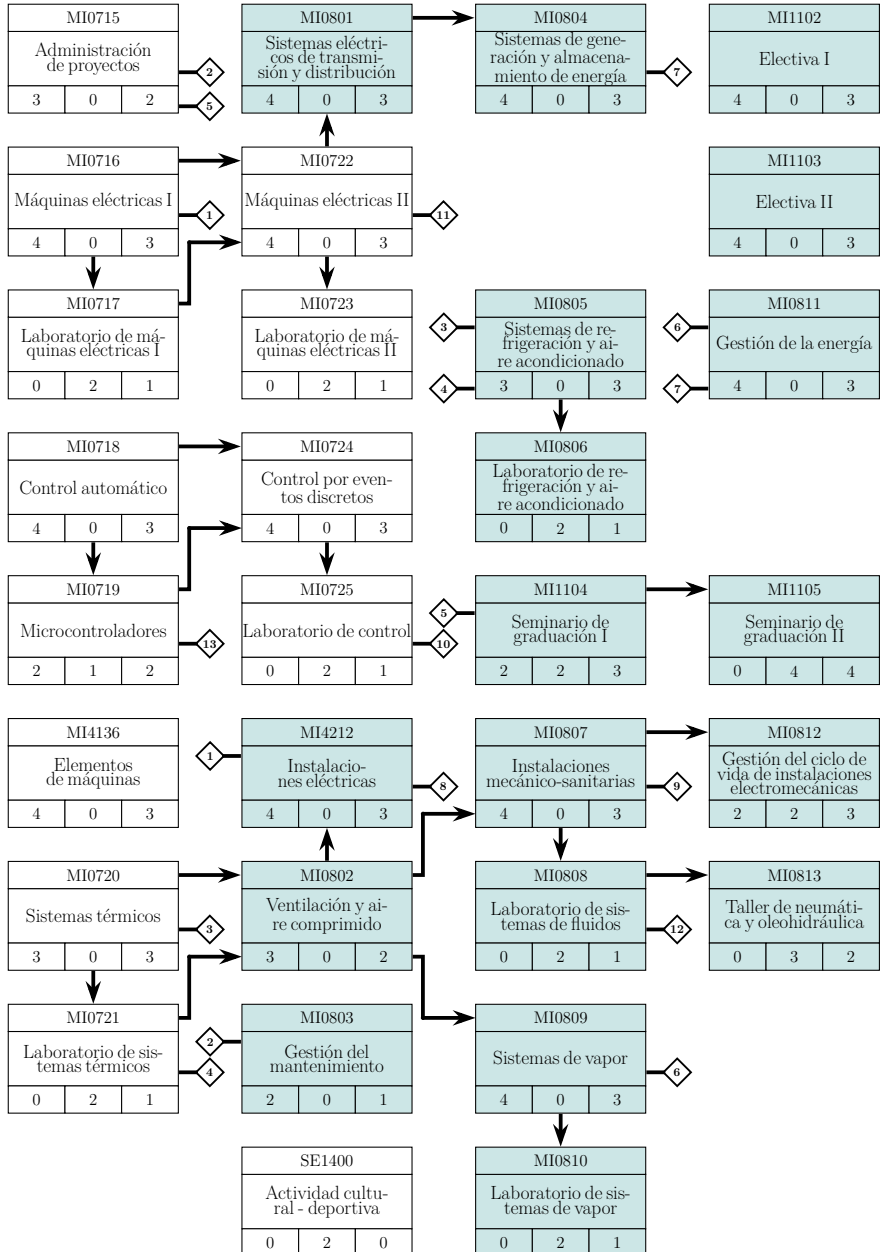 MI0715
Administración
de proyectos
2
3 0 2
5
MI0801
Sistemas eléctri-
cos de transmi-
sión y distribución
4 0 3
MI0804
Sistemas de gene-
ración y almacena-
miento de energía
7
4 0 3
MI1102
Electiva I
4 0 3
MI0716
Máquinas eléctricas I
1
4 0 3
MI0722
Máquinas eléctricas II
11
4 0 3
MI1103
Electiva II
4 0 3
MI0717
Laboratorio de má-
quinas eléctricas I
0 2 1
MI0723
Laboratorio de má-
quinas eléctricas II
0 2 1
MI0805
3
Sistemas de re-
frigeración y ai-
re acondicionado
4
3 0 3
MI0811
6
Gestión de la energía
7
4 0 3
MI0718
Control automático
4 0 3
MI0724
Control por even-
tos discretos
4 0 3
MI0806
Laboratorio de re-
frigeración y ai-
re acondicionado
0 2 1
MI0719
Microcontroladores
13
2 1 2
MI0725
Laboratorio de control
10
0 2 1
MI1104
5
Seminario de
graduación I
2 2 3
MI1105
Seminario de
graduación II
0 4 4
MI4136
Elementos
de máquinas
4 0 3
MI4212
1
Instalacio-
nes eléctricas
8
4 0 3
MI0807
Instalaciones
mecánico-sanitarias
9
4 0 3
MI0812
Gestión del ciclo de
vida de instalaciones
electromecánicas
2 2 3
MI0720
Sistemas térmicos
3
3 0 3
MI0802
Ventilación y ai-
re comprimido
3 0 2
MI0808
Laboratorio de sis-
temas de fluidos
12
0 2 1
MI0813
Taller de neumáti-
ca y oleohidráulica
0 3 2
MI0721
Laboratorio de sis-
temas térmicos
4
0 2 1
MI0803
2
Gestión del
mantenimiento
2 0 1
MI0809
Sistemas de vapor
6
4 0 3
SE1400
Actividad cultu-
ral - deportiva
0 2 0
MI0810
Laboratorio de sis-
temas de vapor
0 2 1